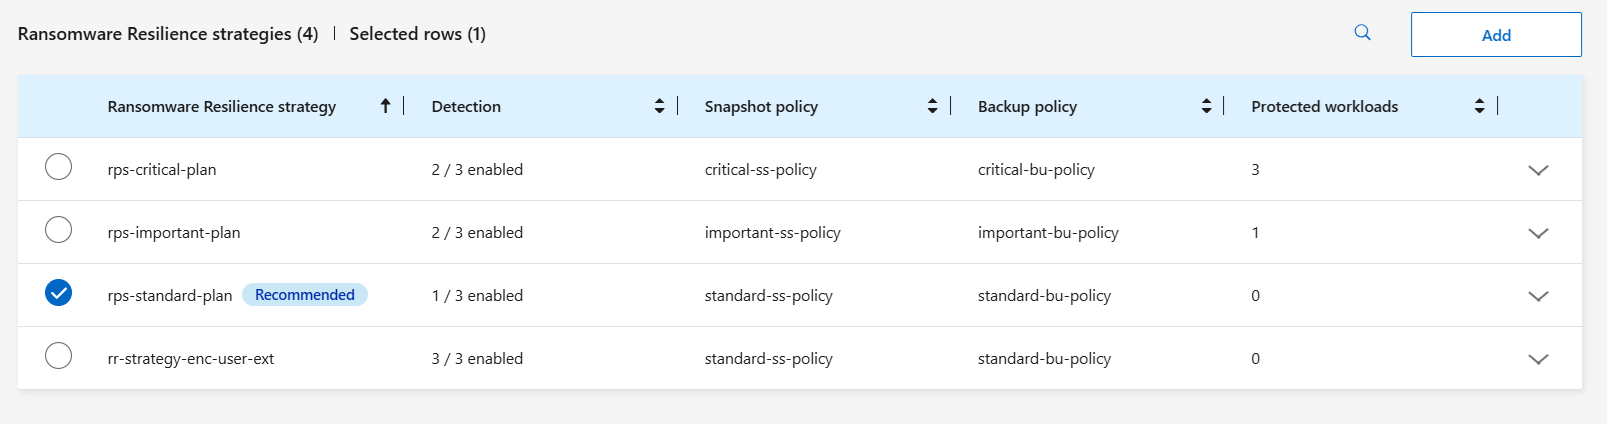 Ransomware Resilience strategies (4) | Selected rows (1)
Add
Ransomware Resilience strategy Detection Snapshot policy Backup policy Protected workloads
rps-critical-plan 2 / 3 enabled critical-ss-policy critical-bu-policy 3
rps-important-plan 2 / 3 enabled important-ss-policy important-bu-policy 1
rps-standard-plan Recommended 1 / 3 enabled standard-ss-policy standard-bu-policy 0
rr-strategy-enc-user-ext 3 / 3 enabled standard-ss-policy standard-bu-policy 0